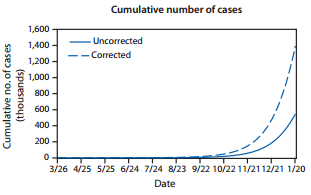 Cumulative number of cases
1,600
1,400
1,200
1,000
800
600
400
200
0
Cumulative no. of cases
(thousands)
Uncorrected
Corrected
3/26 4/25 5/25 6/24 7/24 8/23 9/22 10/22 11/21 12/21 1/20
Date